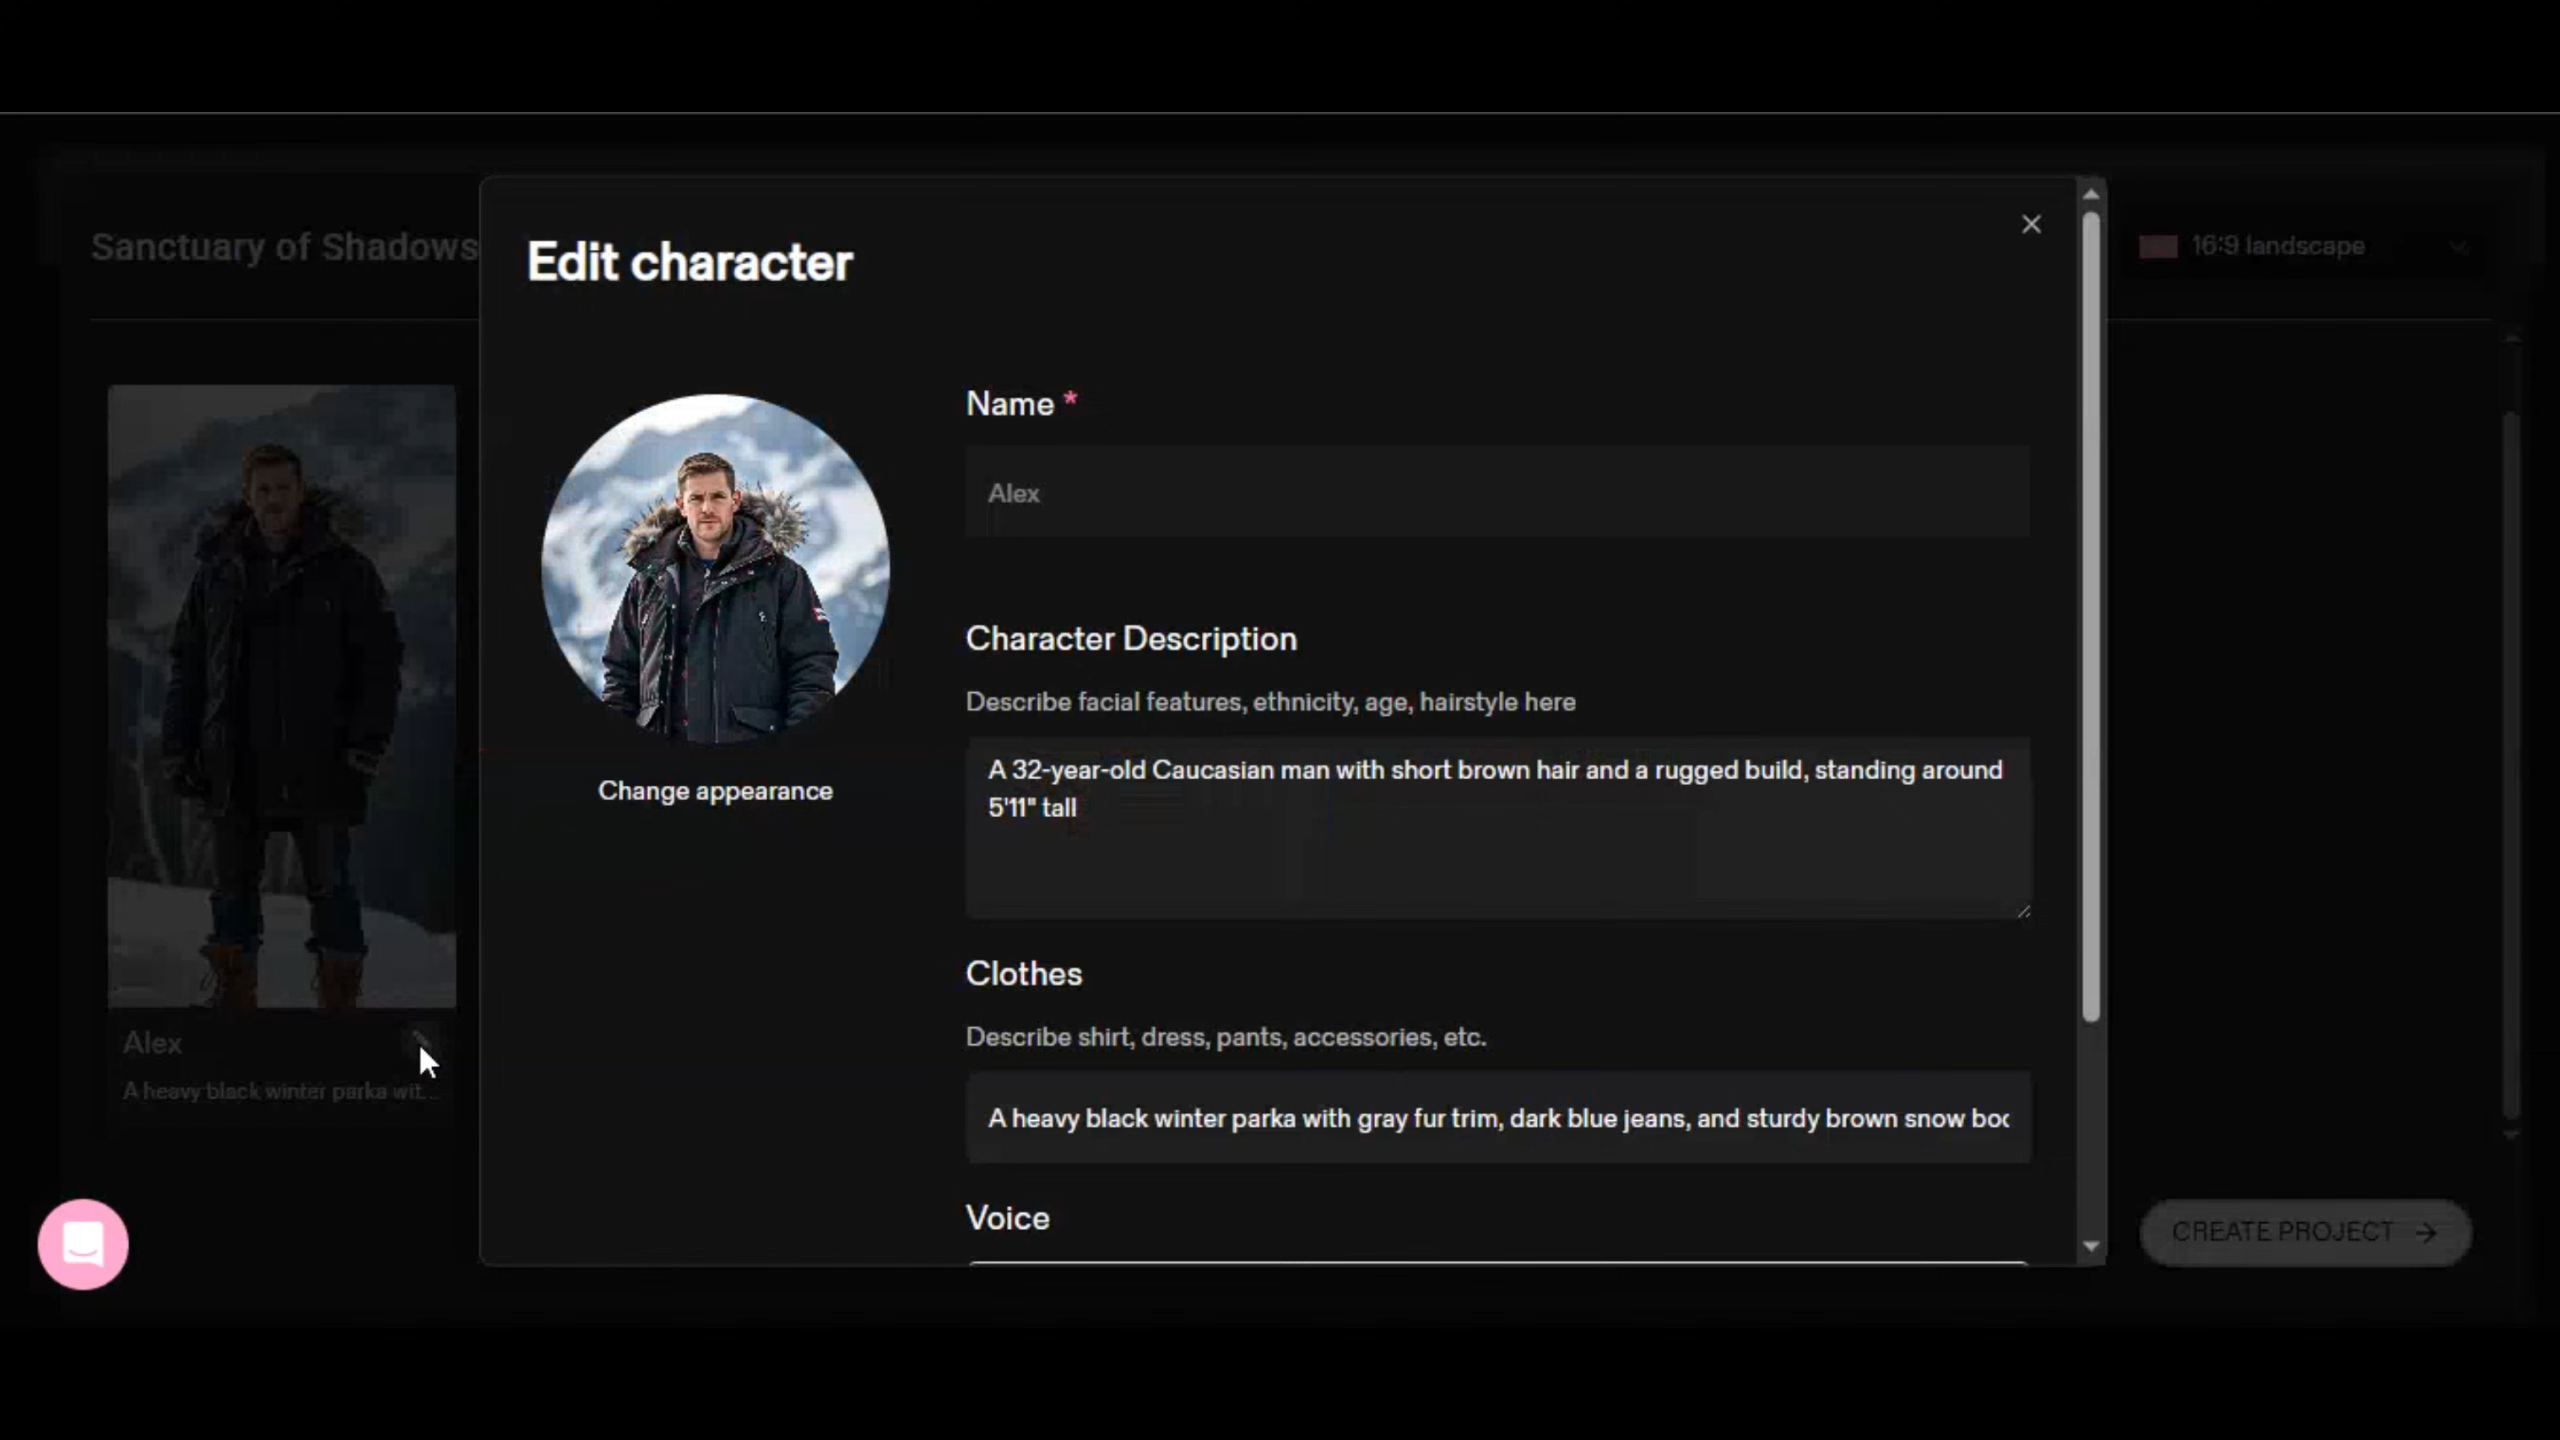 Sanctuary of Shadows
16:9 landscape
Edit character
Name *
Alex
Character Description
Describe facial features, ethnicity, age, hairstyle here
A 32-year-old Caucasian man with short brown hair and a rugged build, standing around
5'11" tall
Change appearance
Clothes
Describe shirt, dress, pants, accessories, etc.
A heavy black winter parka with gray fur trim, dark blue jeans, and sturdy brown snow boo
Voice
Alex
A heavy black winter parka wit...
CREATE PROJECT